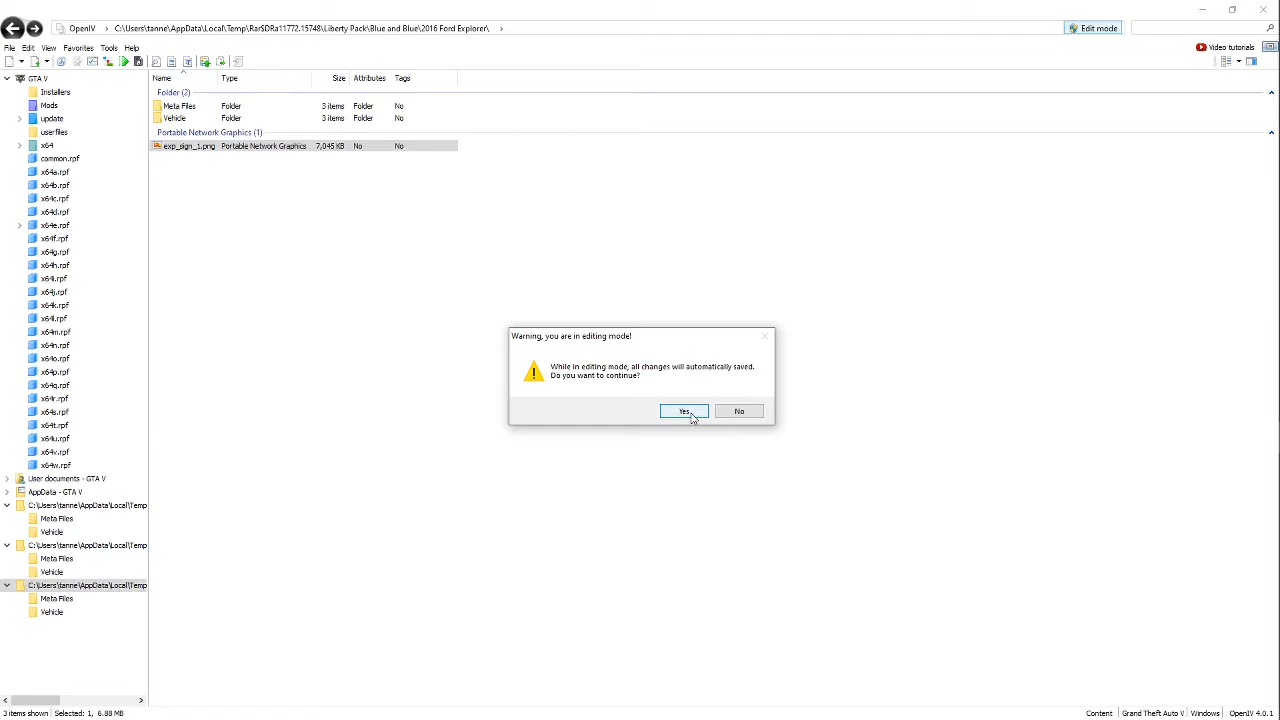 OpenIV C:\Users\tanne\AppData\Local\Temp\Rar$DRa11772.15748\Liberty Pack\Blue and Blue\2016 Ford Explorer\ Edit mode
File Edit View Favorites Tools Help Video tutorials
GTA V
Installers
Mods
update
userfiles
x64
common.rpf
x64a.rpf
x64b.rpf
x64c.rpf
x64d.rpf
x64e.rpf
x64f.rpf
x64g.rpf
x64h.rpf
x64i.rpf
x64j.rpf
x64k.rpf
x64l.rpf
x64m.rpf
x64n.rpf
x64o.rpf
x64p.rpf
x64q.rpf
x64r.rpf
x64s.rpf
x64t.rpf
x64u.rpf
x64v.rpf
x64w.rpf
User documents - GTA V
AppData - GTA V
C:\Users\tanne\AppData\Local\Temp
Meta Files
Vehicle
C:\Users\tanne\AppData\Local\Temp
Meta Files
Vehicle
C:\Users\tanne\AppData\Local\Temp
Meta Files
Vehicle
Name Type Size Attributes Tags
Folder (2)
Meta Files Folder 3 items Folder No
Vehicle Folder 3 items Folder No
Portable Network Graphics (1)
exp_sign_1.png Portable Network Graphics 7,045 KB No No
Warning, you are in editing mode!
While in editing mode, all changes will automatically saved.
Do you want to continue?
Yes No
3 items shown Selected: 1, 6.88 MB Content Grand Theft Auto V Windows OpenIV 4.0.1